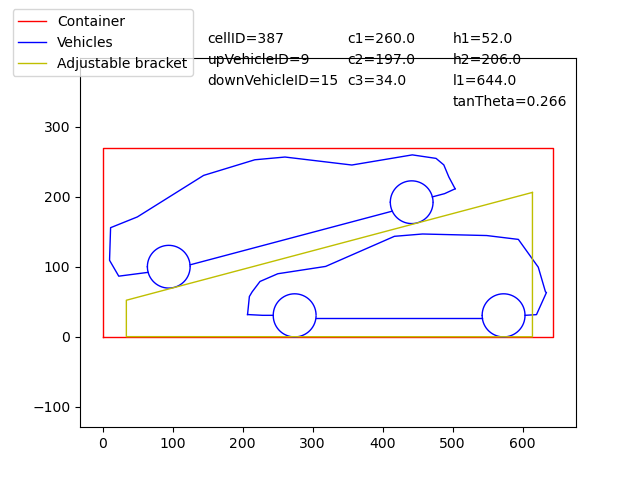 Container
Vehicles
Adjustable bracket
cellID=387 c1=260.0 h1=52.0
upVehicleID=9 c2=197.0 h2=206.0
downVehicleID=15 c3=34.0 l1=644.0
tanTheta=0.266
300
200
100
0
−100
0 100 200 300 400 500 600